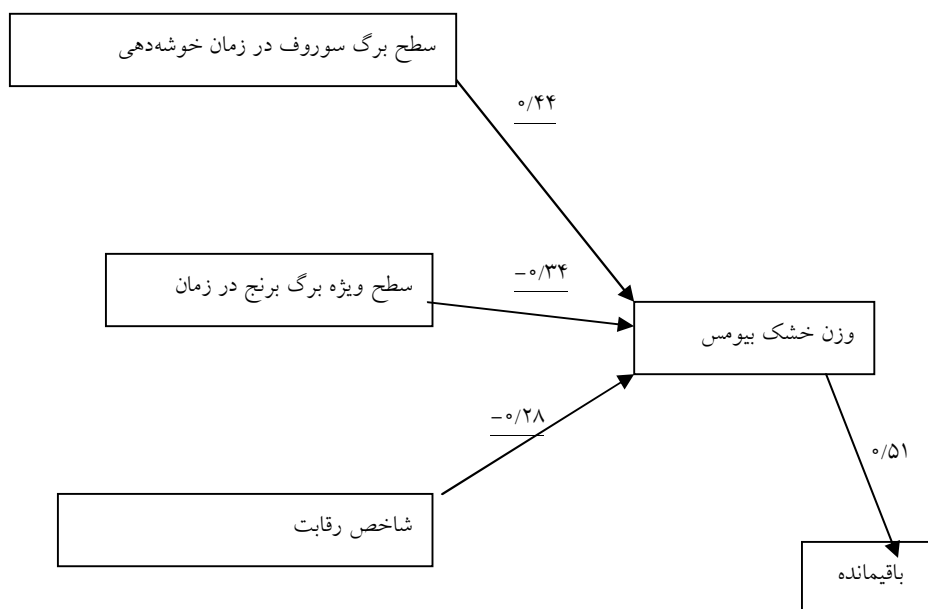 سطح برگ سوروف در زمان خوشه‌دهی
۰/۴۴
سطح ویژه برگ برنج در زمان
−۰/۳۴
وزن خشک بیومس
−۰/۲۸
۰/۵۱
شاخص رقابت
باقیمانده